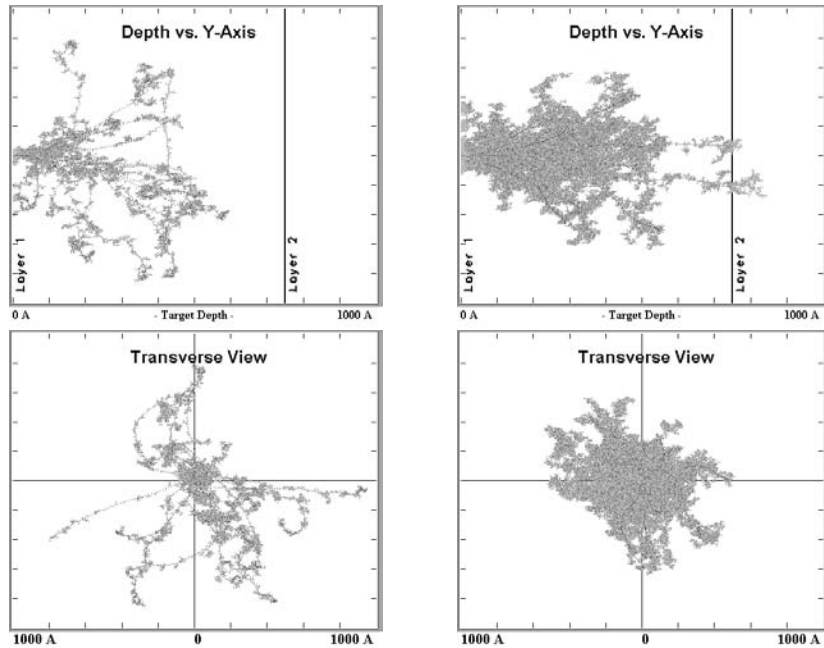 Depth vs. Y-Axis
Layer 1
Layer 2
0 A - Target Depth - 1000 A
Depth vs. Y-Axis
Layer 1
Layer 2
0 A - Target Depth - 1000 A
Transverse View
1000 A 0 1000 A
Transverse View
1000 A 0 1000 A